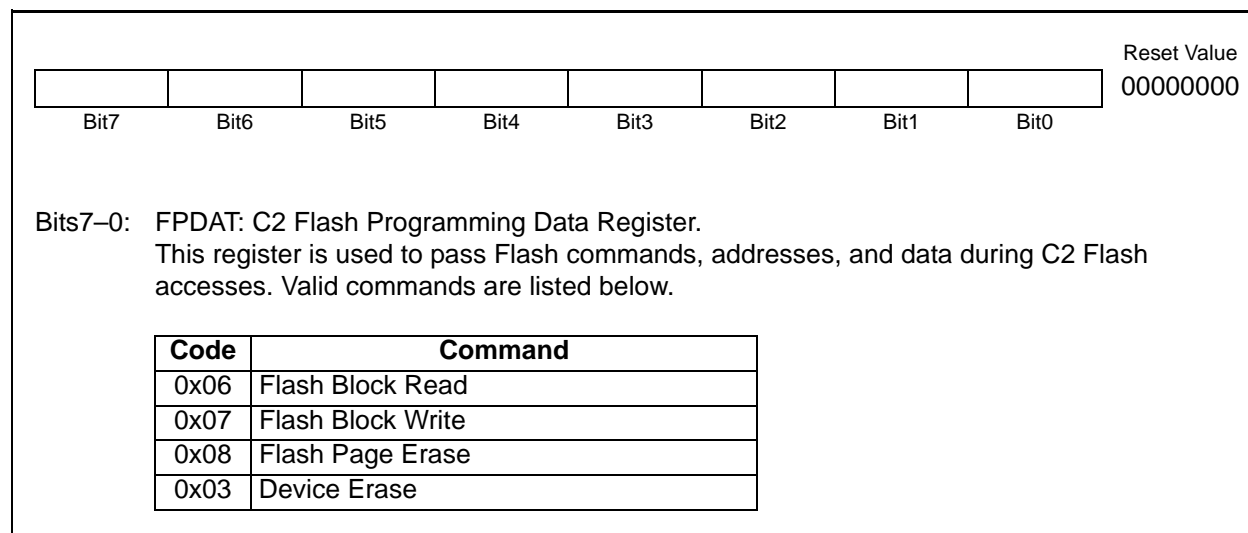 Reset Value
00000000
Bit7 Bit6 Bit5 Bit4 Bit3 Bit2 Bit1 Bit0
Bits7–0: FPDAT: C2 Flash Programming Data Register.
This register is used to pass Flash commands, addresses, and data during C2 Flash
accesses. Valid commands are listed below.
Code Command
0x06 Flash Block Read
0x07 Flash Block Write
0x08 Flash Page Erase
0x03 Device Erase